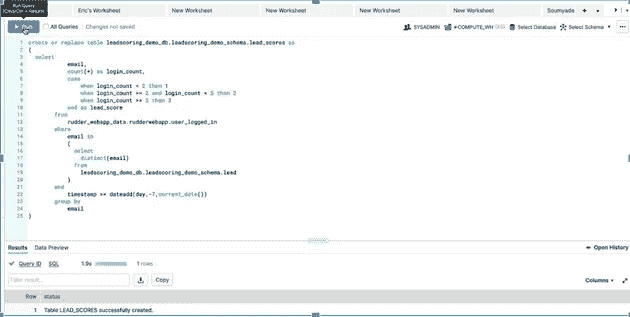 Run Query
(Cmd/Ctrl + Return)
Eric's Worksheet
New Worksheet
New Worksheet
New Worksheet
New Worksheet
Soumyade
Run
All Queries
Changes not saved
SYSADMIN
COMPUTE_WH (XS)
Select Database
Select Schema
1 create or replace table leadscoring_demo_db.leadscoring_demo_schema.lead_scores as
2 (
3 select
4 email,
5 count(*) as login_count,
6 case
7 when login_count < 2 then 1
8 when login_count >= 2 and login_count < 5 then 2
9 when login_count >= 5 then 3
10 end as lead_score
11 from
12 rudder_webapp_data.rudderwebapp.user_logged_in
13 where
14 email in
15 (
16 select
17 distinct(email)
18 from
19 leadscoring_demo_db.leadscoring_demo_schema.lead
20 )
21 and
22 timestamp >= dateadd(day,-7,current_date())
23 group by
24 email
25 )
Results
Data Preview
Open History
Query ID
SQL
1.9s
1 rows
Filter result...
Copy
Columns
Row
status
1
Table LEAD_SCORES successfully created.